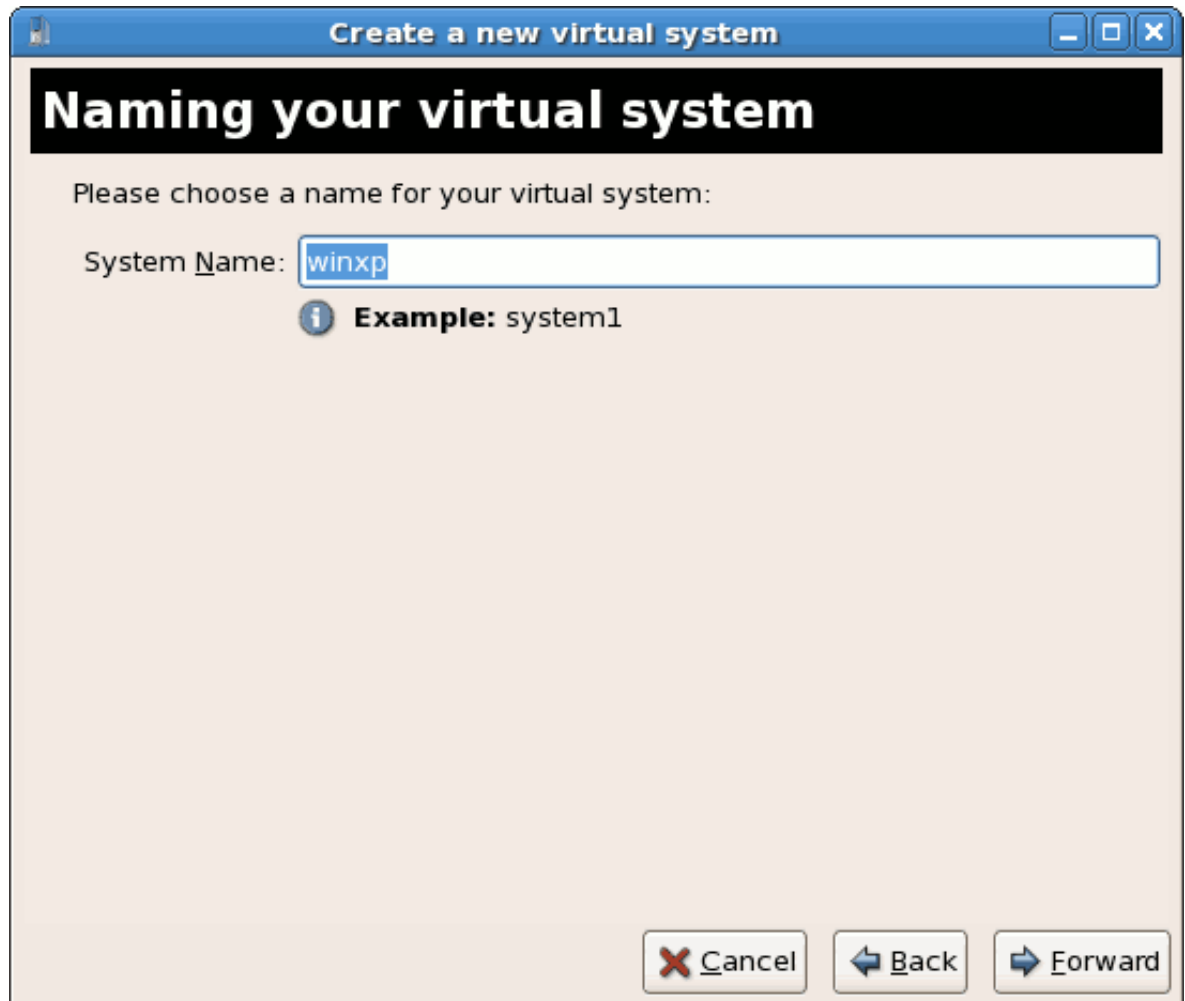 Create a new virtual system
Naming your virtual system
Please choose a name for your virtual system:
System Name: winxp
Example: system1
Cancel Back Forward